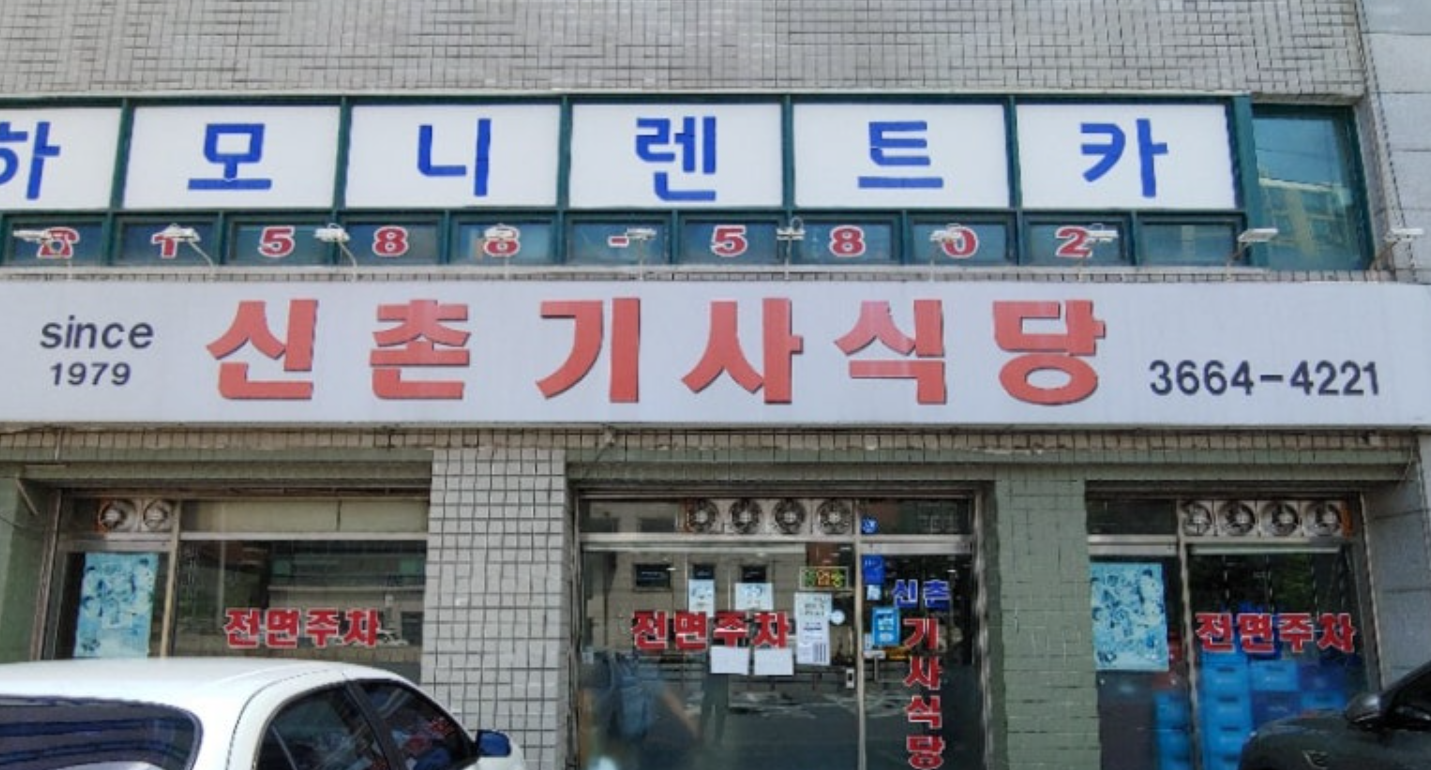 하모니렌트카
☎1588-5802
since
1979
신촌기사식당
3664-4221
전면주차
전면주차
신촌
기사식당
전면주차